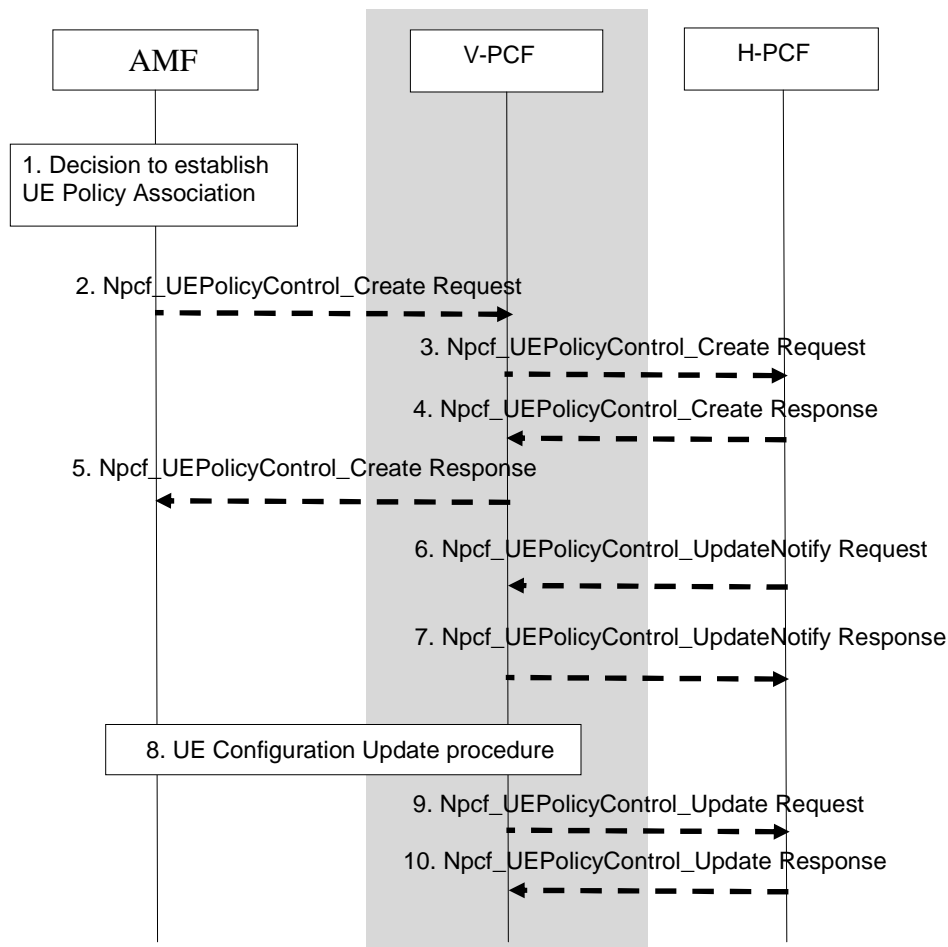 AMF
V-PCF
H-PCF
1. Decision to establish
UE Policy Association
2. Npcf_UEPolicyControl_Create Request
3. Npcf_UEPolicyControl_Create Request
4. Npcf_UEPolicyControl_Create Response
5. Npcf_UEPolicyControl_Create Response
6. Npcf_UEPolicyControl_UpdateNotify Request
7. Npcf_UEPolicyControl_UpdateNotify Response
8. UE Configuration Update procedure
9. Npcf_UEPolicyControl_Update Request
10. Npcf_UEPolicyControl_Update Response